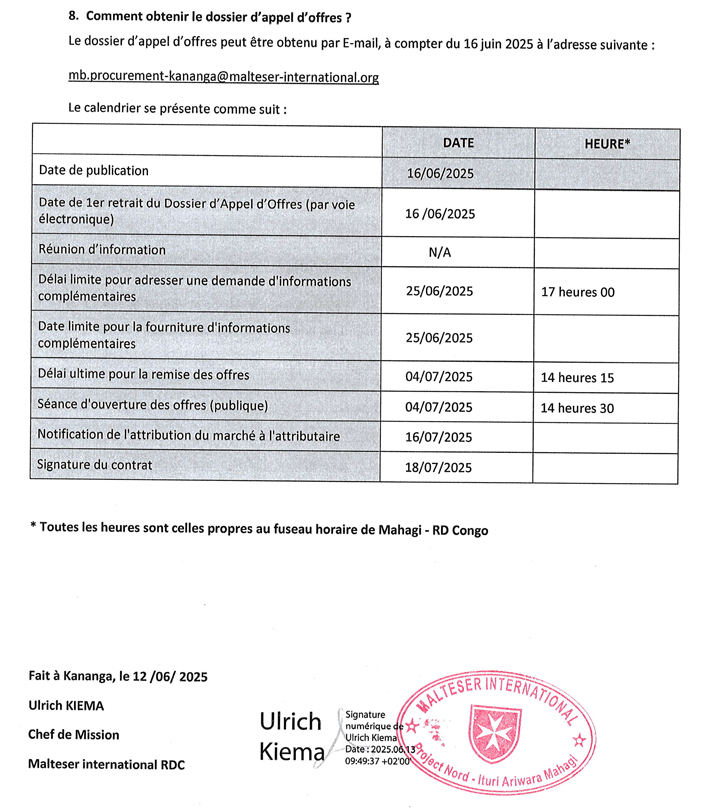 8. Comment obtenir le dossier d'appel d'offres ?
Le dossier d'appel d'offres peut être obtenu par E-mail, à compter du 16 juin 2025 à l'adresse suivante :
mb.procurement-kananga@malteser-international.org
Le calendrier se présente comme suit :
DATE HEURE*
Date de publication 16/06/2025
Date de 1er retrait du Dossier d'Appel d'Offres (par voie
électronique) 16 /06/2025
Réunion d'information N/A
Délai limite pour adresser une demande d'informations
complémentaires 25/06/2025 17 heures 00
Date limite pour la fourniture d'informations
complémentaires 25/06/2025
Délai ultime pour la remise des offres 04/07/2025 14 heures 15
Séance d'ouverture des offres (publique) 04/07/2025 14 heures 30
Notification de l'attribution du marché à l'attributaire 16/07/2025
Signature du contrat 18/07/2025
* Toutes les heures sont celles propres au fuseau horaire de Mahagi - RD Congo
Fait à Kananga, le 12 /06/ 2025
Ulrich KIEMA
Chef de Mission
Malteser international RDC
Ulrich
Kiema
Signature
numérique de
Ulrich Kiema
Date : 2025.06.13
09:49:37 +02'00'
MALTESER INTERNATIONAL
Project Nord - Ituri Ariwara Mahagi